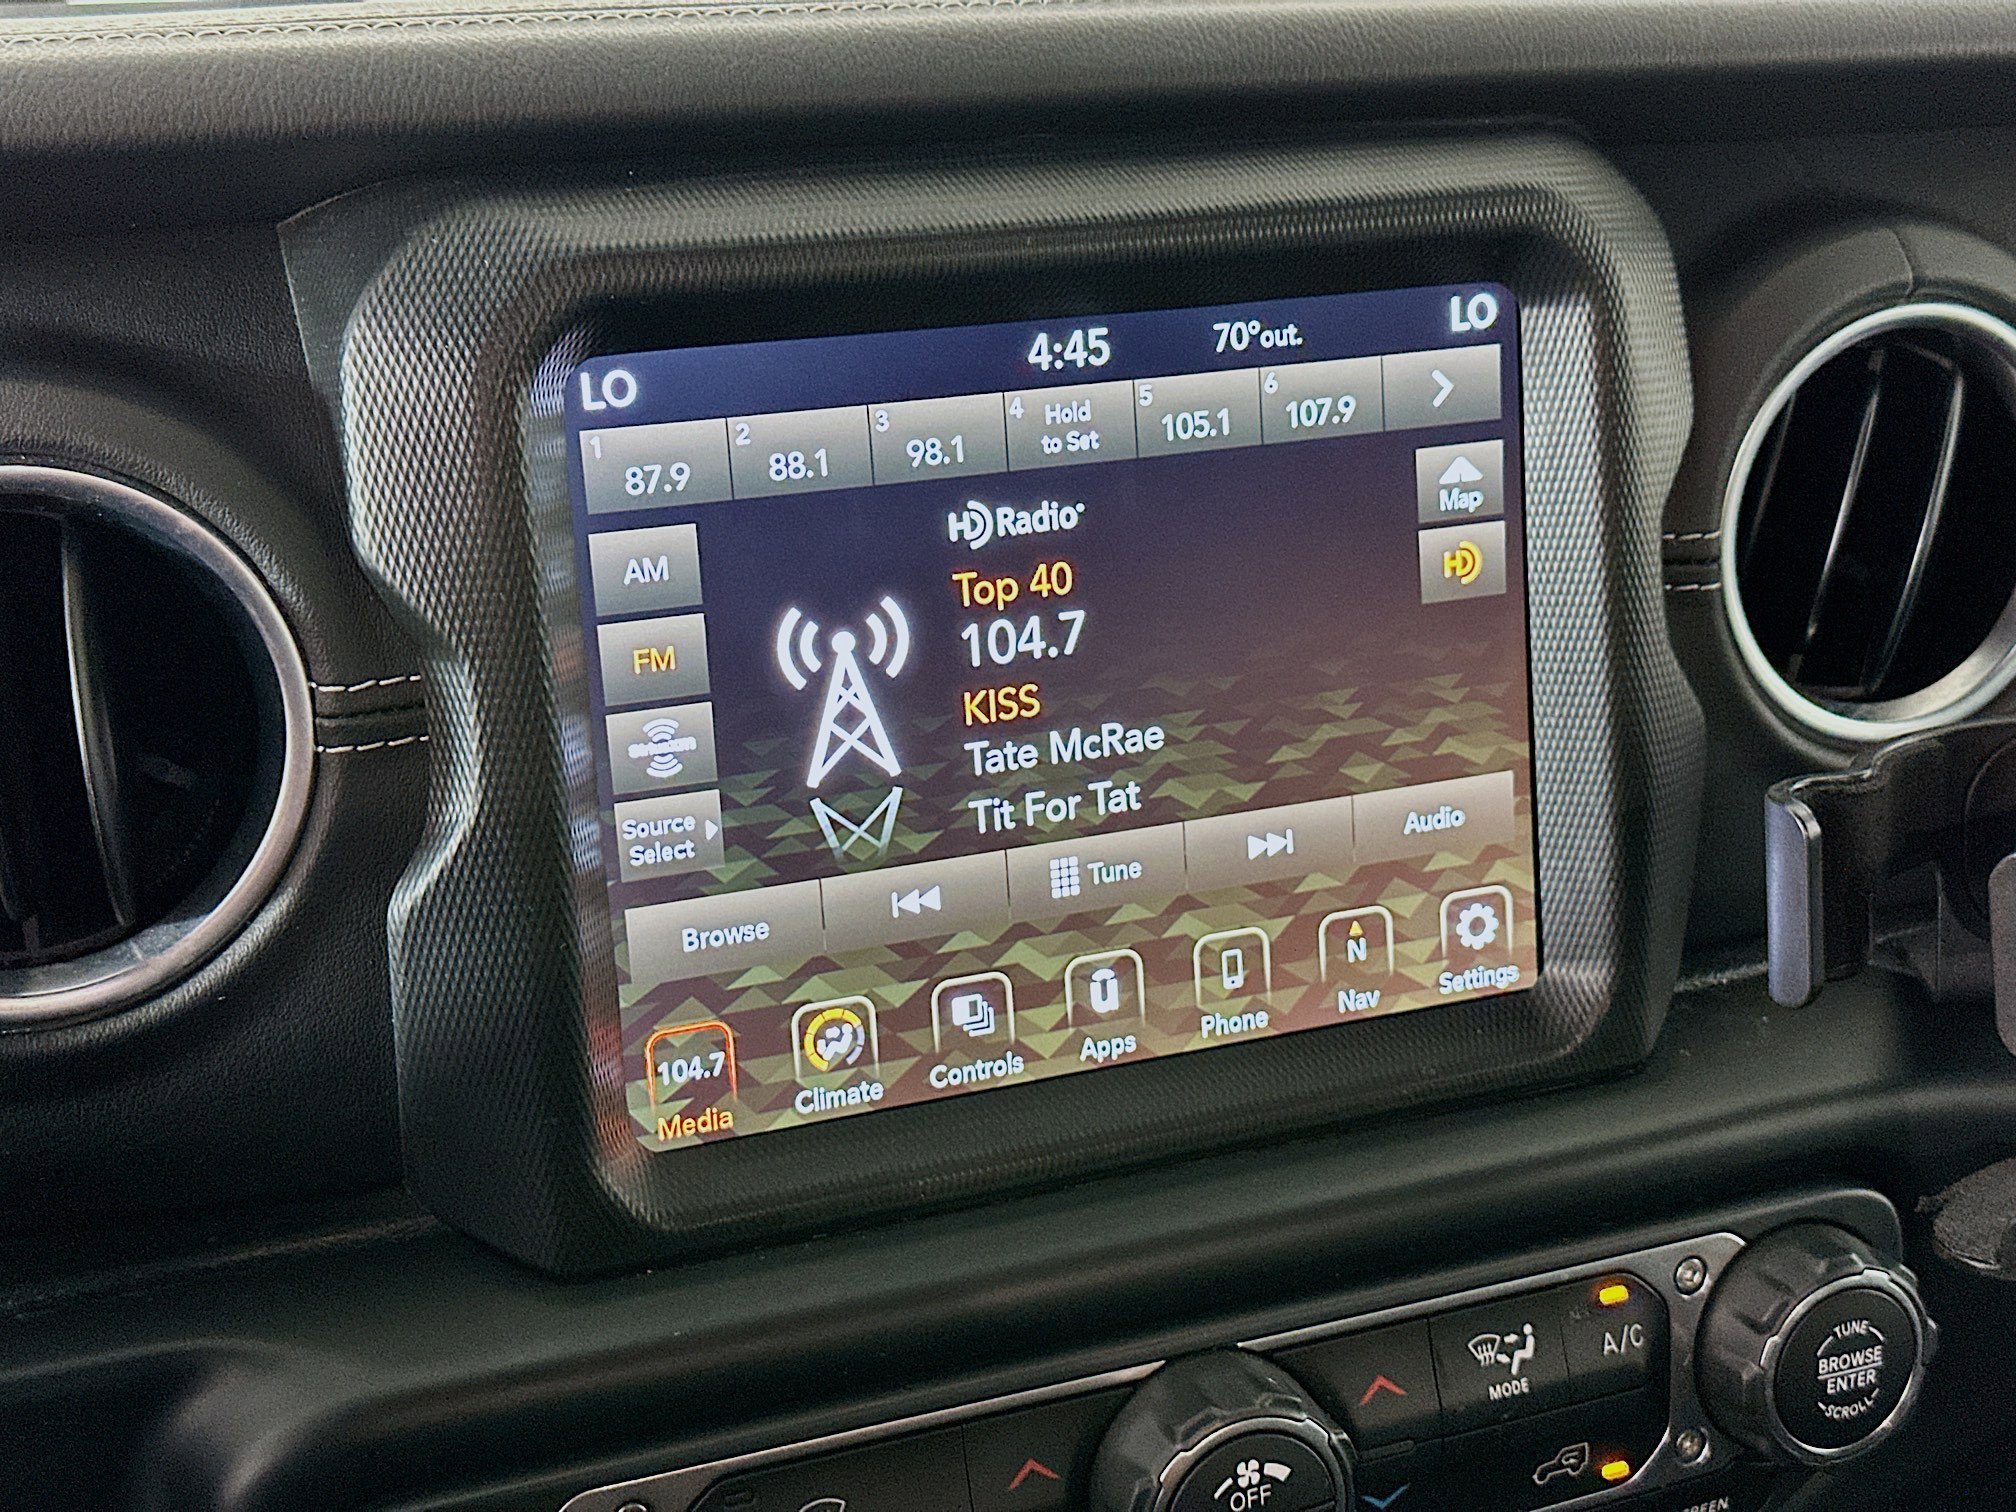 LO
4:45
70° out.
LO
1 87.9
2 88.1
3 98.1
4 Hold to Set
5 105.1
6 107.9
Map
HD Radio
HD
AM
FM
SiriusXM
Source Select
Top 40
104.7
KISS
Tate McRae
Tit For Tat
Browse
Tune
Audio
104.7
Media
Climate
Controls
Apps
Phone
N
Nav
Settings
MODE
A/C
TUNE
BROWSE
ENTER
SCROLL
OFF